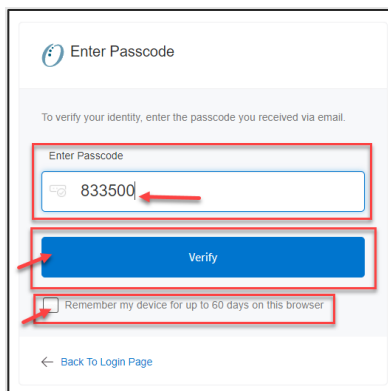 Enter Passcode
To verify your identity, enter the passcode you received via email.
Enter Passcode
833500
Verify
Remember my device for up to 60 days on this browser
Back To Login Page